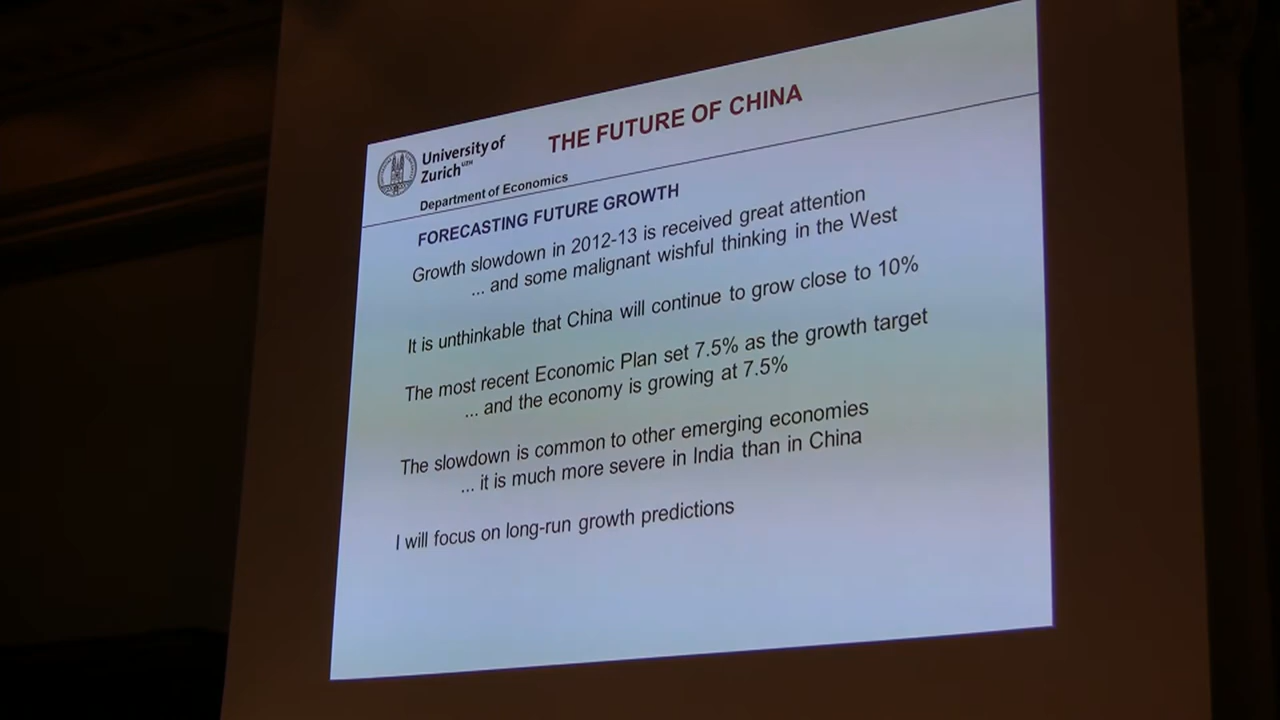 University of
Zurich UZH
THE FUTURE OF CHINA
Department of Economics
FORECASTING FUTURE GROWTH
Growth slowdown in 2012-13 is received great attention
... and some malignant wishful thinking in the West
It is unthinkable that China will continue to grow close to 10%
The most recent Economic Plan set 7.5% as the growth target
... and the economy is growing at 7.5%
The slowdown is common to other emerging economies
... it is much more severe in India than in China
I will focus on long-run growth predictions